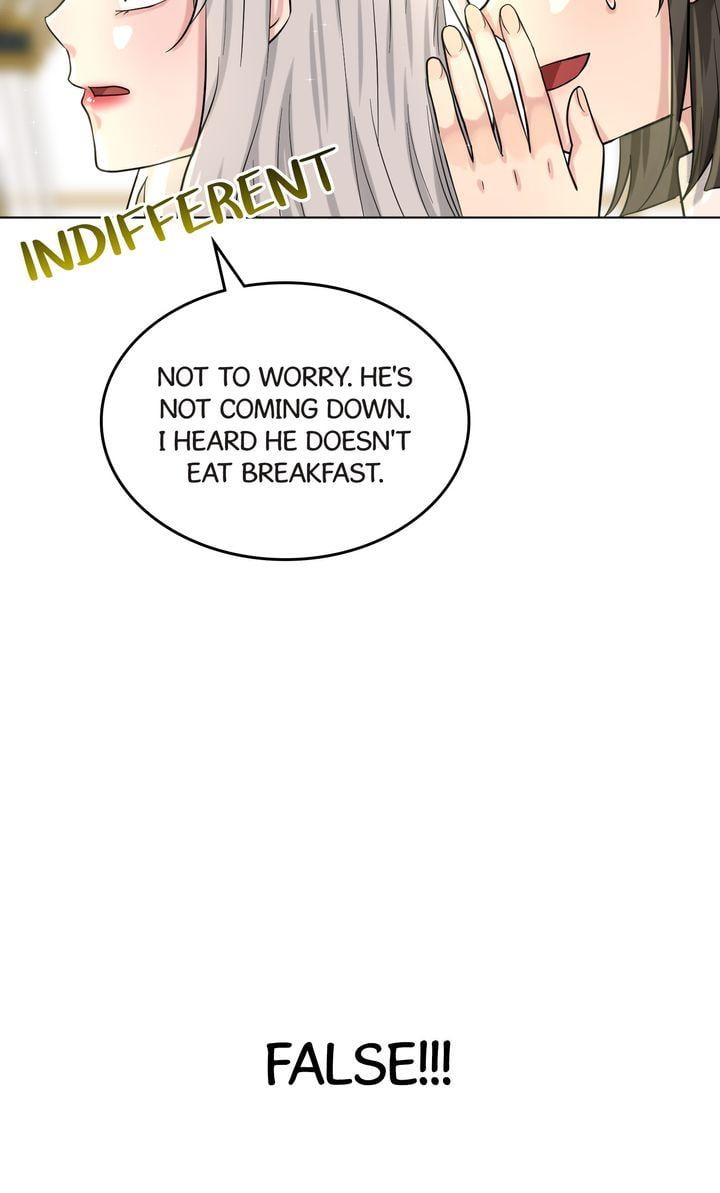 INDIFFERENT
NOT TO WORRY. HE'S
NOT COMING DOWN.
I HEARD HE DOESN'T
EAT BREAKFAST.
FALSE!!!